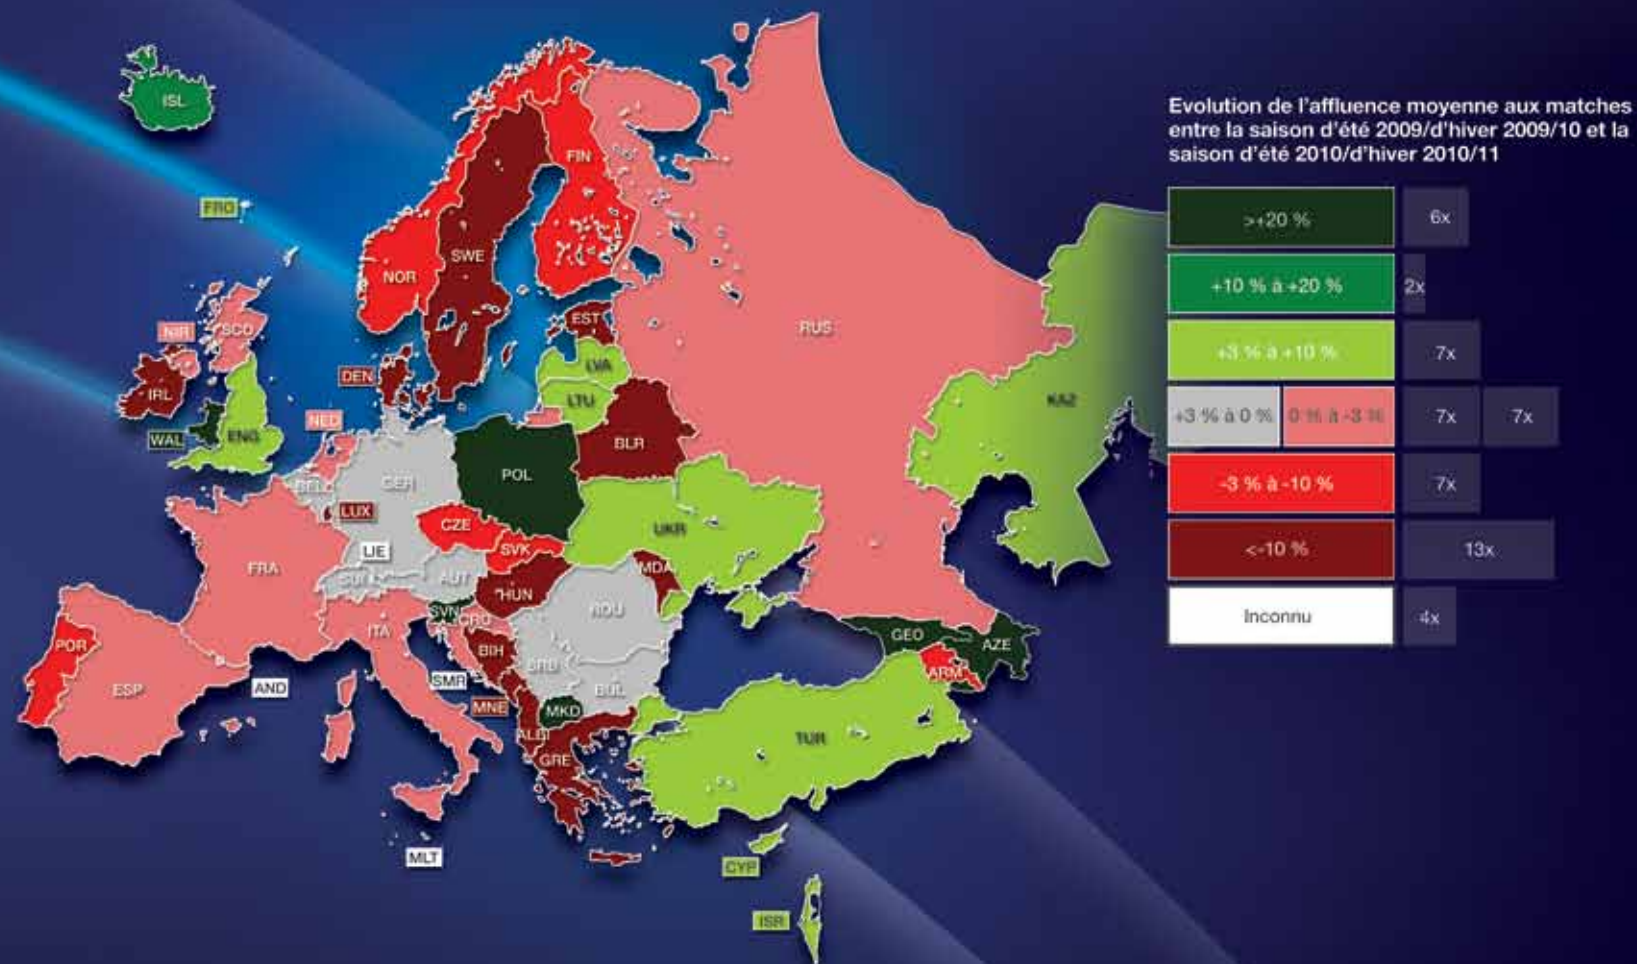 ISL
FRO
NOR
SWE
FIN
RUS
NIR
SCO
IRL
WAL
ENG
DEN
EST
LVA
LTU
BLR
KAZ
NED
BEL
GER
POL
LUX
CZE
SVK
UKR
LIE
SUI
AUT
HUN
MDA
FRA
ITA
SVN
CRO
ROU
BIH
SRB
BUL
POR
ESP
AND
SMR
MNE
MKD
ALB
GRE
GEO
AZE
ARM
TUR
MLT
CYP
ISR
Evolution de l'affluence moyenne aux matches
entre la saison d'été 2009/d'hiver 2009/10 et la
saison d'été 2010/d'hiver 2010/11
>+20 % 6x
+10 % à +20 % 2x
+3 % à +10 % 7x
+3 % à 0 % 0 % à -3 % 7x 7x
-3 % à -10 % 7x
<-10 % 13x
Inconnu 4x